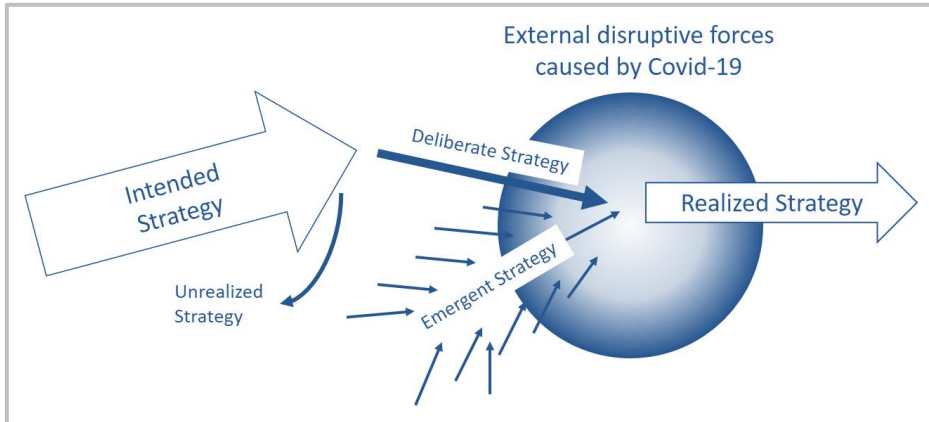 External disruptive forces
caused by Covid-19
Intended
Strategy
Deliberate Strategy
Realized Strategy
Unrealized
Strategy
Emergent Strategy